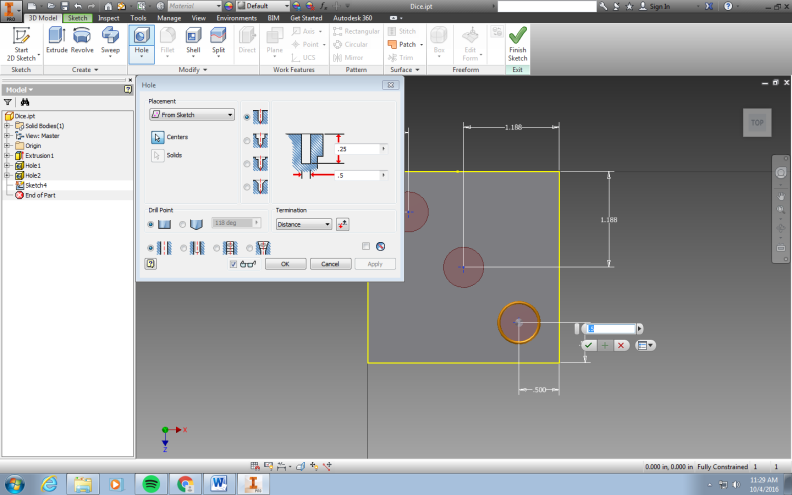 Material
Default
Dice.ipt
Sign In
PRO
3D Model Sketch Inspect Tools Manage View Environments BIM Get Started Autodesk 360
Start
2D Sketch
Extrude Revolve Sweep
Hole Fillet Shell Split Direct
Plane Axis Point UCS
Rectangular Circular Mirror
Stitch Patch Trim
Box
Edit
Form
Finish
Sketch
Sketch Create Modify Work Features Pattern Surface Freeform Exit
Model
Dice.ipt
Solid Bodies(1)
View: Master
Origin
Extrusion1
Hole1
Hole2
Sketch4
End of Part
Hole
Placement
From Sketch
Centers
Solids
.25
.5
Drill Point
118 deg
Termination
Distance
OK Cancel Apply
1.188
1.188
.500
TOP
X
Z
0.000 in, 0.000 in Fully Constrained 1 1
11:29 AM
10/4/2016